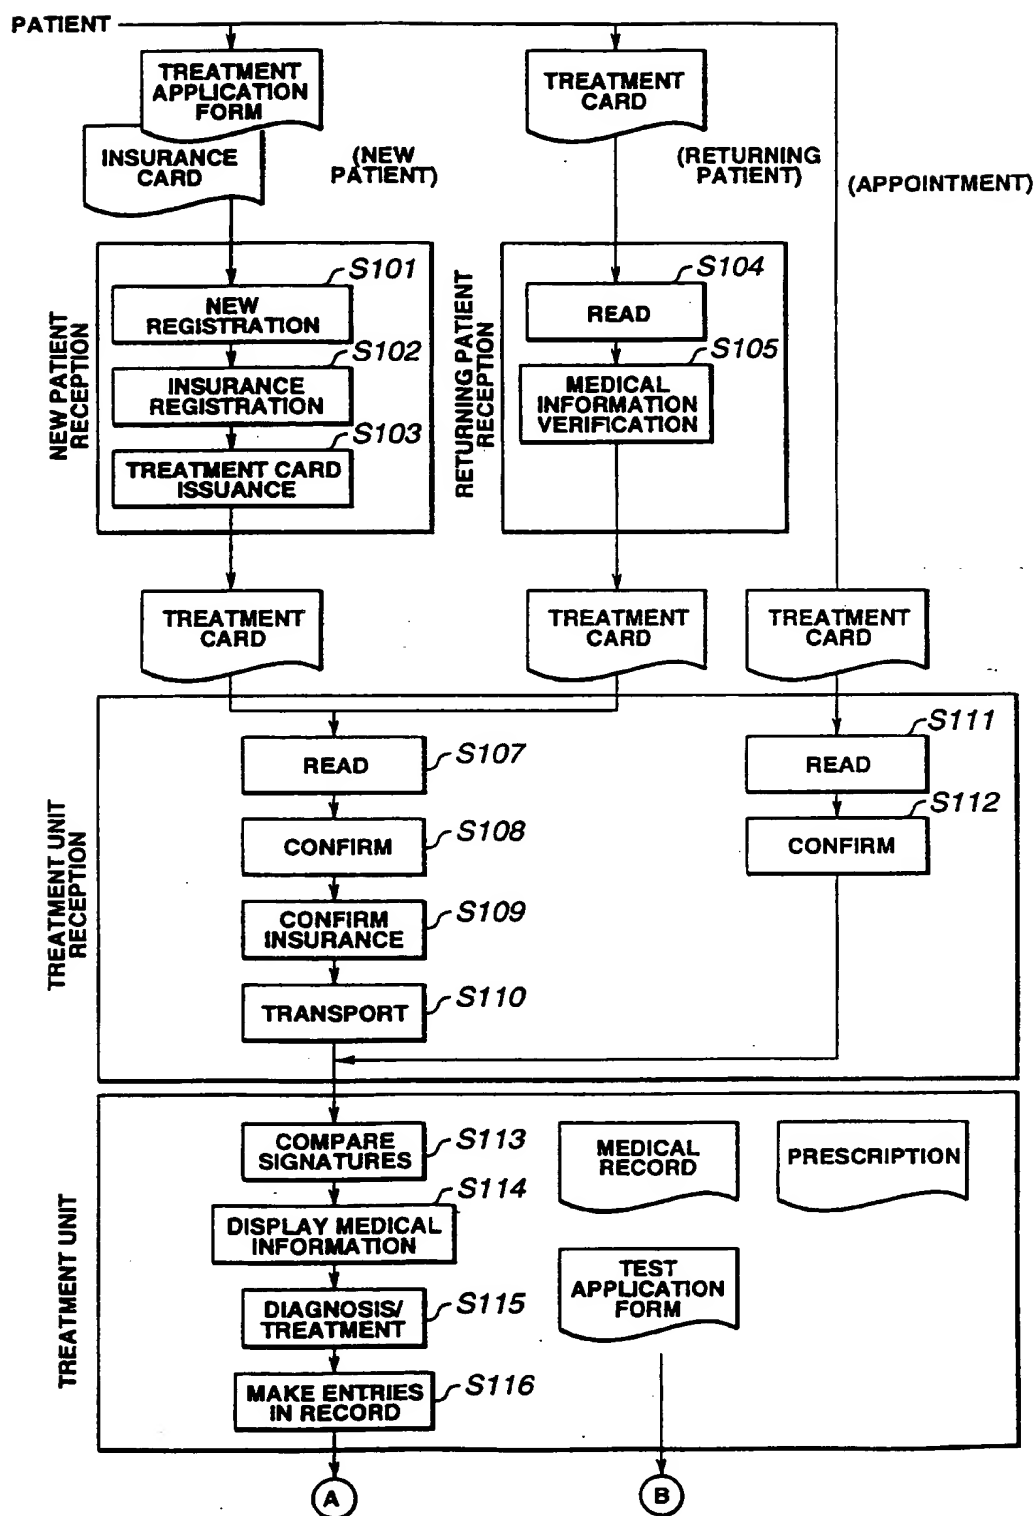 PATIENT
TREATMENT
APPLICATION
FORM
INSURANCE
CARD
(NEW
PATIENT)
TREATMENT
CARD
(RETURNING
PATIENT)
(APPOINTMENT)
NEW PATIENT
RECEPTION
S101
NEW
REGISTRATION
S102
INSURANCE
REGISTRATION
S103
TREATMENT CARD
ISSUANCE
RETURNING PATIENT
RECEPTION
S104
READ
S105
MEDICAL
INFORMATION
VERIFICATION
TREATMENT
CARD
TREATMENT
CARD
TREATMENT
CARD
TREATMENT UNIT
RECEPTION
READ
S107
CONFIRM
S108
CONFIRM
INSURANCE
S109
TRANSPORT
S110
S111
READ
S112
CONFIRM
TREATMENT UNIT
COMPARE
SIGNATURES
S113
S114
DISPLAY MEDICAL
INFORMATION
DIAGNOSIS/
TREATMENT
S115
MAKE ENTRIES
IN RECORD
S116
MEDICAL
RECORD
PRESCRIPTION
TEST
APPLICATION
FORM
A
B